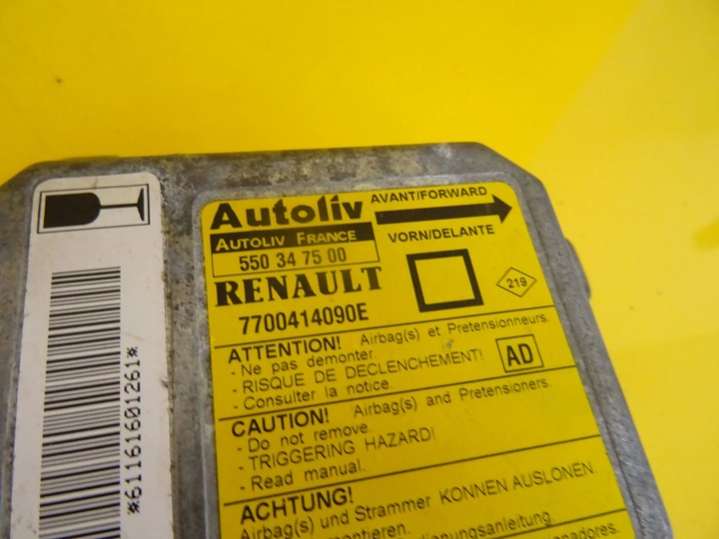 Autoliv
AVANT/FORWARD
AUTOLIV FRANCE
VORN/DELANTE
550 34 75 00
RENAULT
219
7700414090E
ATTENTION! Airbag(s) et Pretensionneurs.
- Ne pas demonter.
- RISQUE DE DECLENCHEMENT!
AD
- Consulter la notice.
CAUTION! Airbag(s) and Pretensioners.
- Do not remove.
- TRIGGERING HAZARD!
- Read manual.
ACHTUNG!
Airbag(s) und Strammer KONNEN AUSLONEN.
*61161601261*